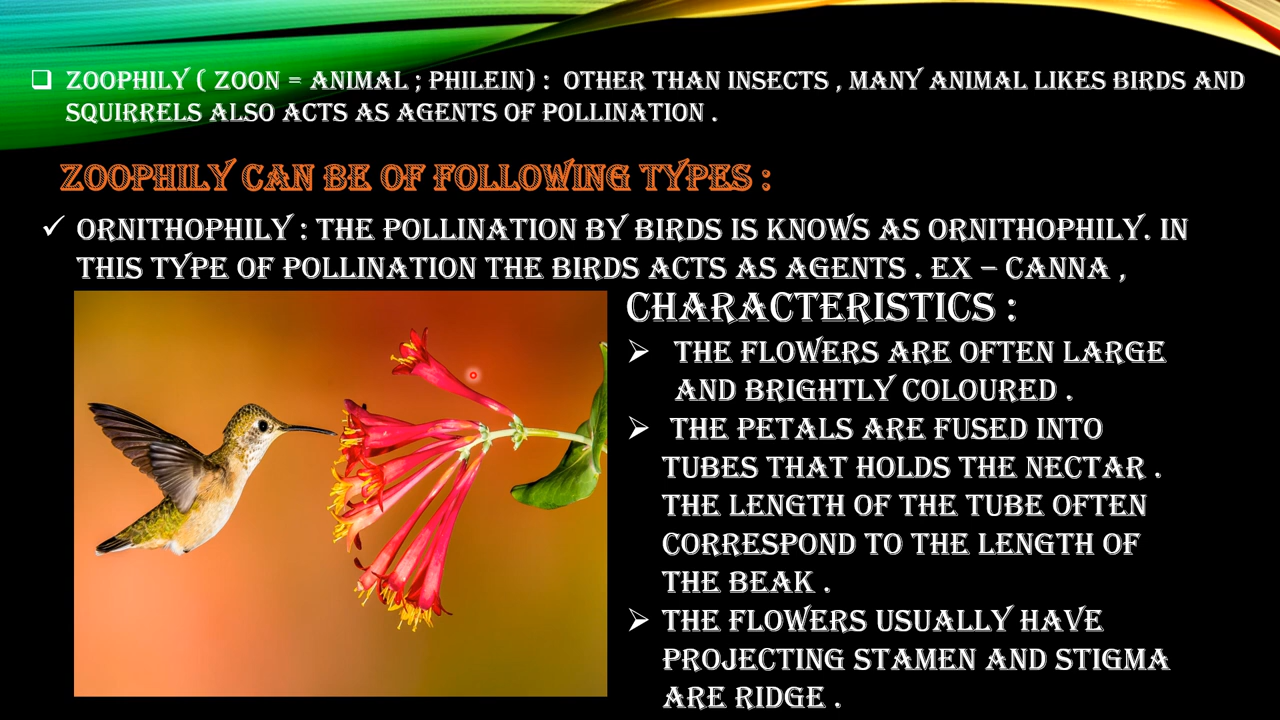 ZOOPHILY ( ZOON = ANIMAL ; PHILEIN) : OTHER THAN INSECTS , MANY ANIMAL LIKES BIRDS AND
SQUIRRELS ALSO ACTS AS AGENTS OF POLLINATION .
ZOOPHILY CAN BE OF FOLLOWING TYPES :
ORNITHOPHILY : THE POLLINATION BY BIRDS IS KNOWS AS ORNITHOPHILY. IN
THIS TYPE OF POLLINATION THE BIRDS ACTS AS AGENTS . EX – CANNA ,
CHARACTERISTICS :
THE FLOWERS ARE OFTEN LARGE
AND BRIGHTLY COLOURED .
THE PETALS ARE FUSED INTO
TUBES THAT HOLDS THE NECTAR .
THE LENGTH OF THE TUBE OFTEN
CORRESPOND TO THE LENGTH OF
THE BEAK .
THE FLOWERS USUALLY HAVE
PROJECTING STAMEN AND STIGMA
ARE RIDGE .